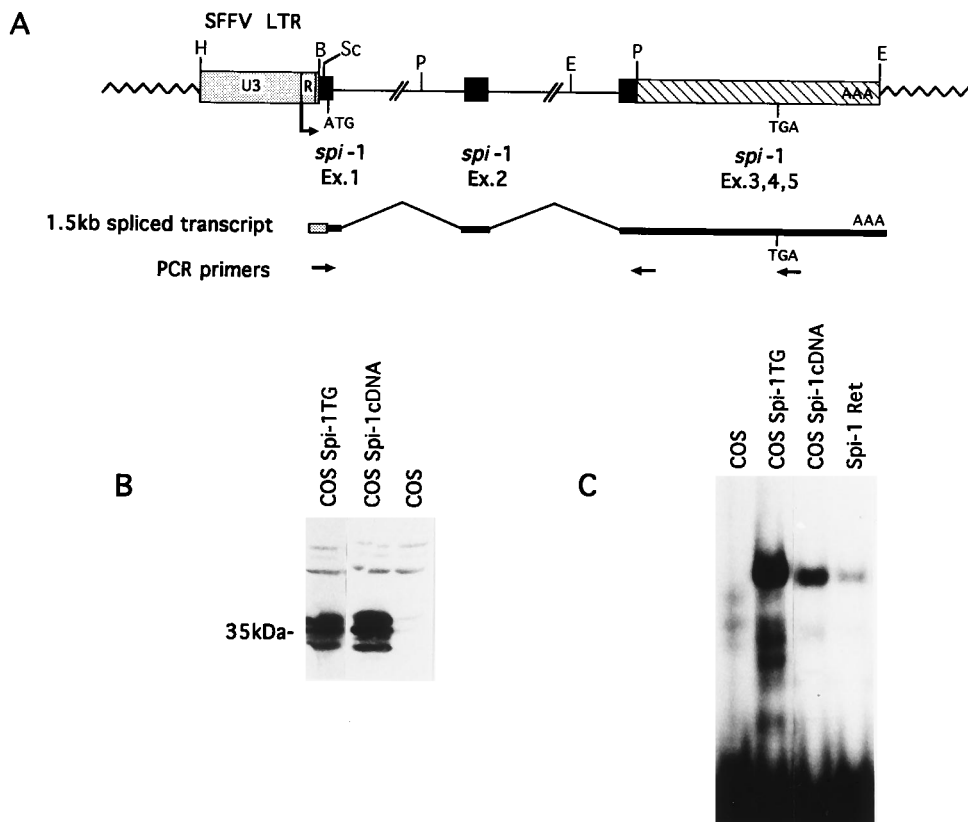 A
SFFV LTR
H B Sc P E P E
U3 R AAA
ATG TGA
spi-1 spi-1 spi-1
Ex.1 Ex.2 Ex.3,4,5
1.5kb spliced transcript AAA
TGA
PCR primers
B
COS Spi-1TG
COS Spi-1cDNA
COS
35kDa-
C
COS
COS Spi-1TG
COS Spi-1cDNA
Spi-1 Ret